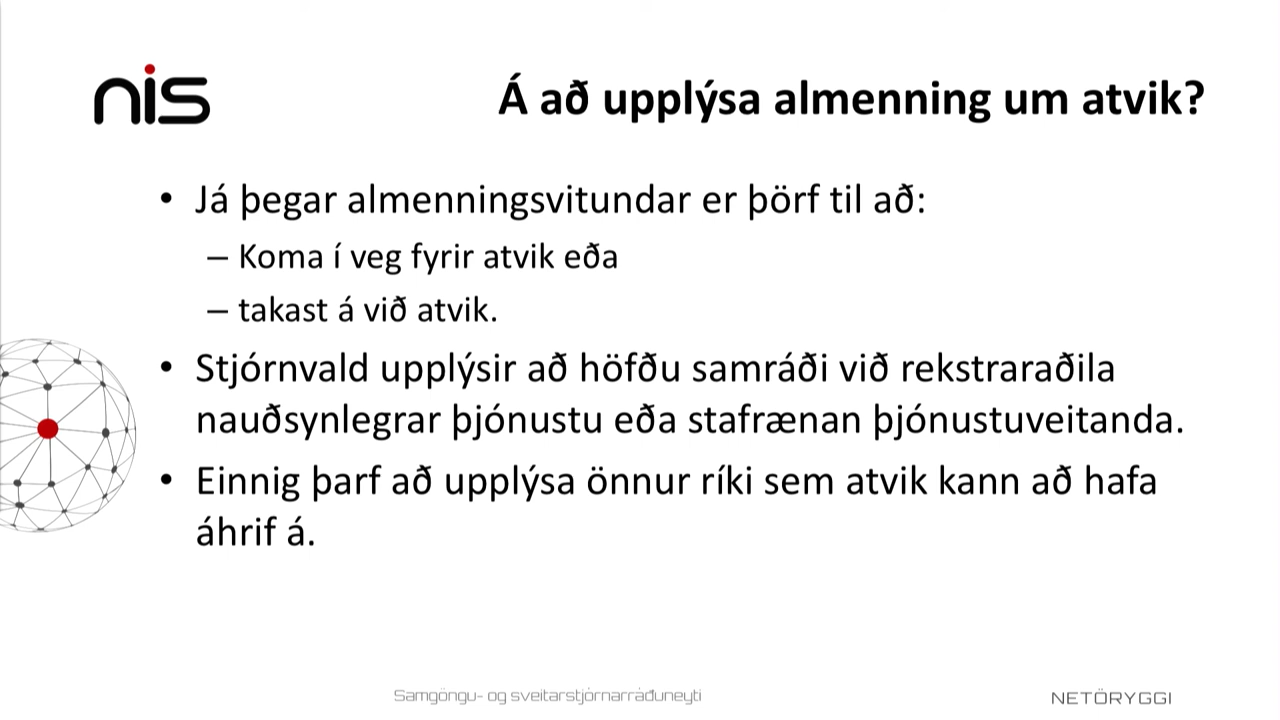 nis
Á að upplýsa almenning um atvik?
• Já þegar almenningsvitundar er þörf til að:
– Koma í veg fyrir atvik eða
– takast á við atvik.
• Stjórnvald upplýsir að höfðu samráði við rekstraraðila
nauðsynlegrar þjónustu eða stafrænan þjónustuveitanda.
• Einnig þarf að upplýsa önnur ríki sem atvik kann að hafa
áhrif á.
Samgöngu- og sveitarstjórnarráðuneyti
NETÖRYGGI